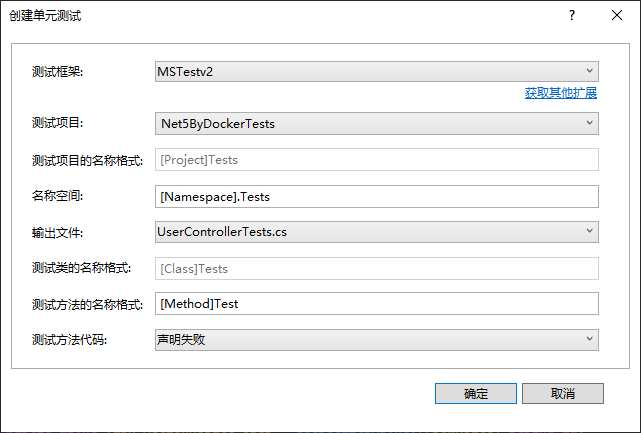 创建单元测试
?
测试框架: MSTestv2
获取其他扩展
测试项目: Net5ByDockerTests
测试项目的名称格式: [Project]Tests
名称空间: [Namespace].Tests
输出文件: UserControllerTests.cs
测试类的名称格式: [Class]Tests
测试方法的名称格式: [Method]Test
测试方法代码: 声明失败
确定 取消